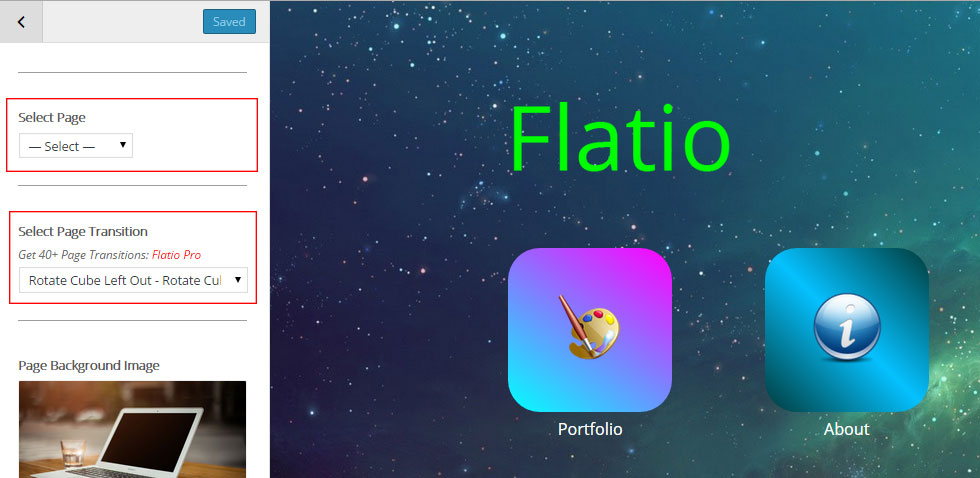 Saved
Select Page
— Select —
Select Page Transition
Get 40+ Page Transitions: Flatio Pro
Rotate Cube Left Out - Rotate Cul
Page Background Image
Flatio
Portfolio
About